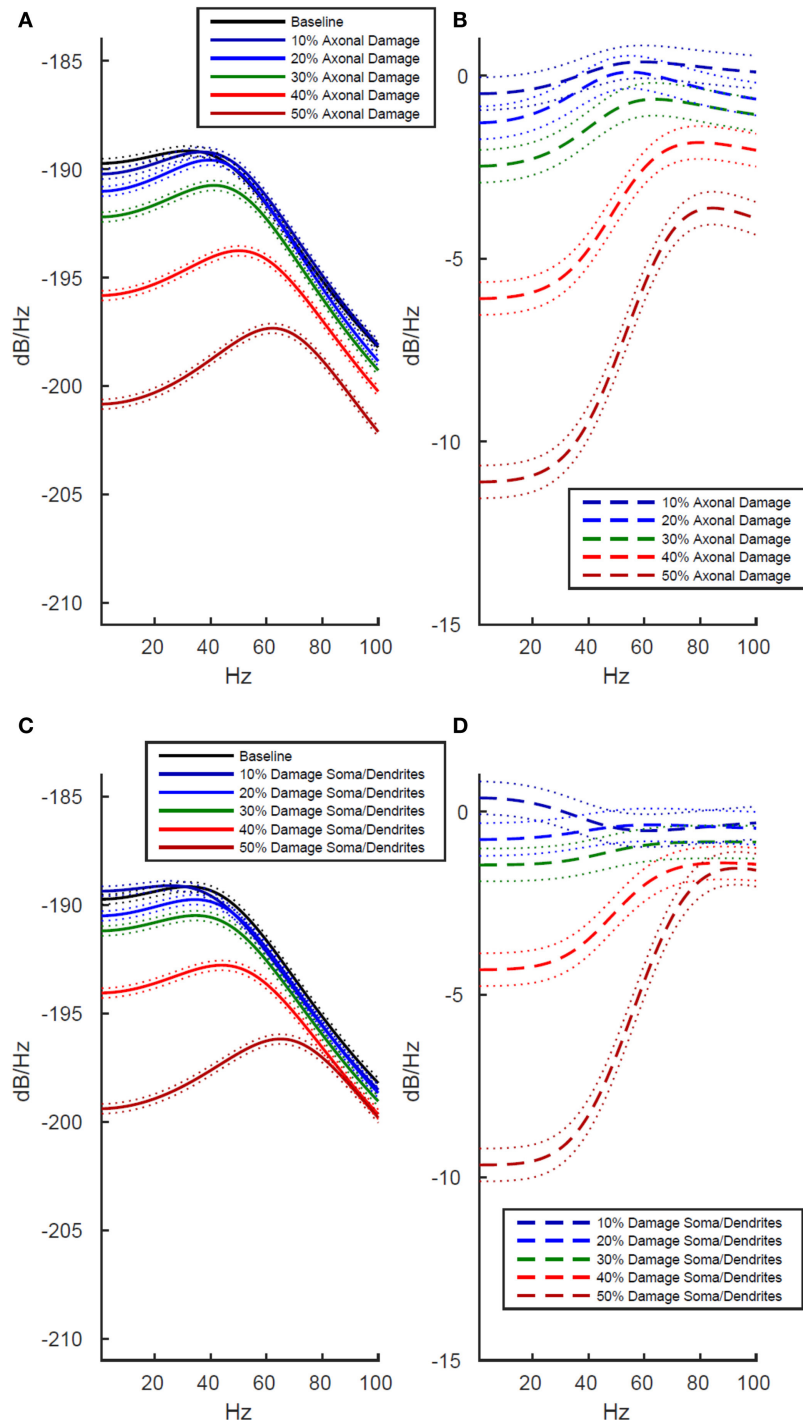 A
Baseline
10% Axonal Damage
20% Axonal Damage
30% Axonal Damage
40% Axonal Damage
50% Axonal Damage
-185
-190
-195
-200
-205
-210
dB/Hz
20 40 60 80 100
Hz
B
0
-5
-10
-15
dB/Hz
10% Axonal Damage
20% Axonal Damage
30% Axonal Damage
40% Axonal Damage
50% Axonal Damage
20 40 60 80 100
Hz
C
Baseline
10% Damage Soma/Dendrites
20% Damage Soma/Dendrites
30% Damage Soma/Dendrites
40% Damage Soma/Dendrites
50% Damage Soma/Dendrites
-185
-190
-195
-200
-205
-210
dB/Hz
20 40 60 80 100
Hz
D
0
-5
-10
-15
dB/Hz
10% Damage Soma/Dendrites
20% Damage Soma/Dendrites
30% Damage Soma/Dendrites
40% Damage Soma/Dendrites
50% Damage Soma/Dendrites
20 40 60 80 100
Hz